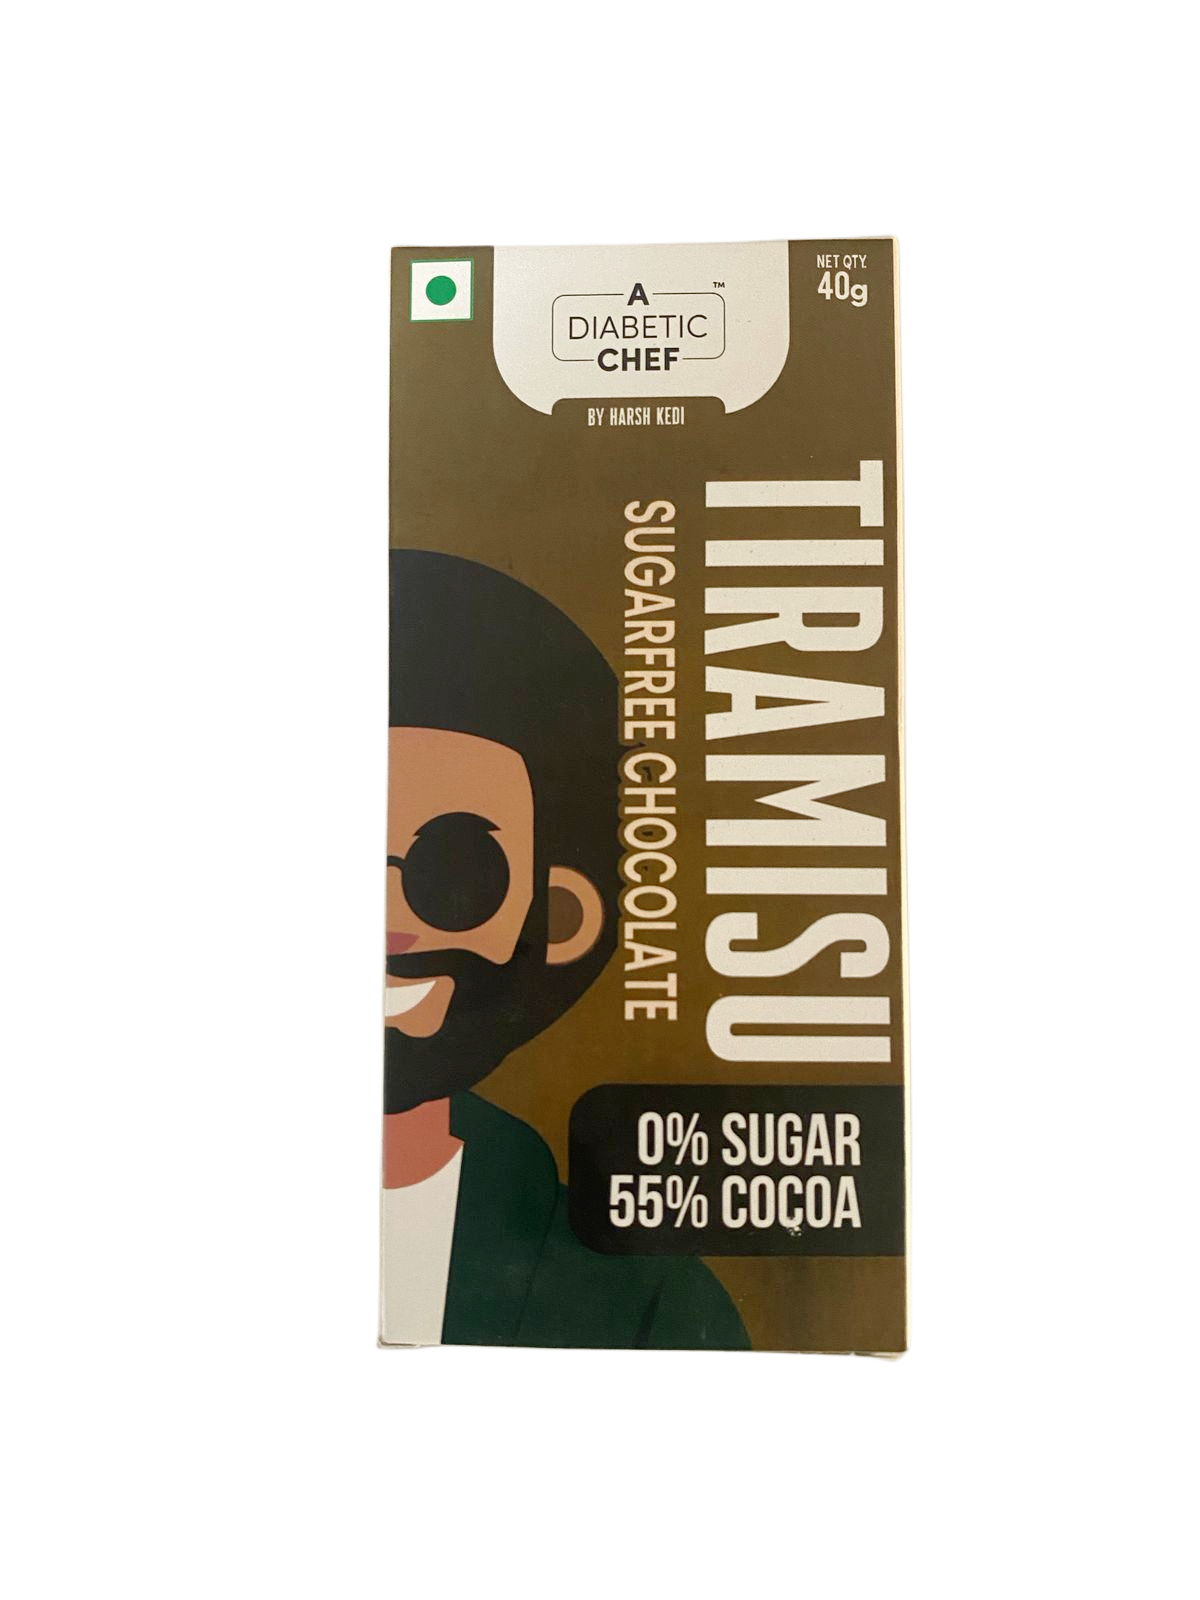 A
DIABETIC
CHEF
™
BY HARSH KEDI
NET QTY.
40g
TIRAMISU
SUGARFREE CHOCOLATE
0% SUGAR
55% COCOA